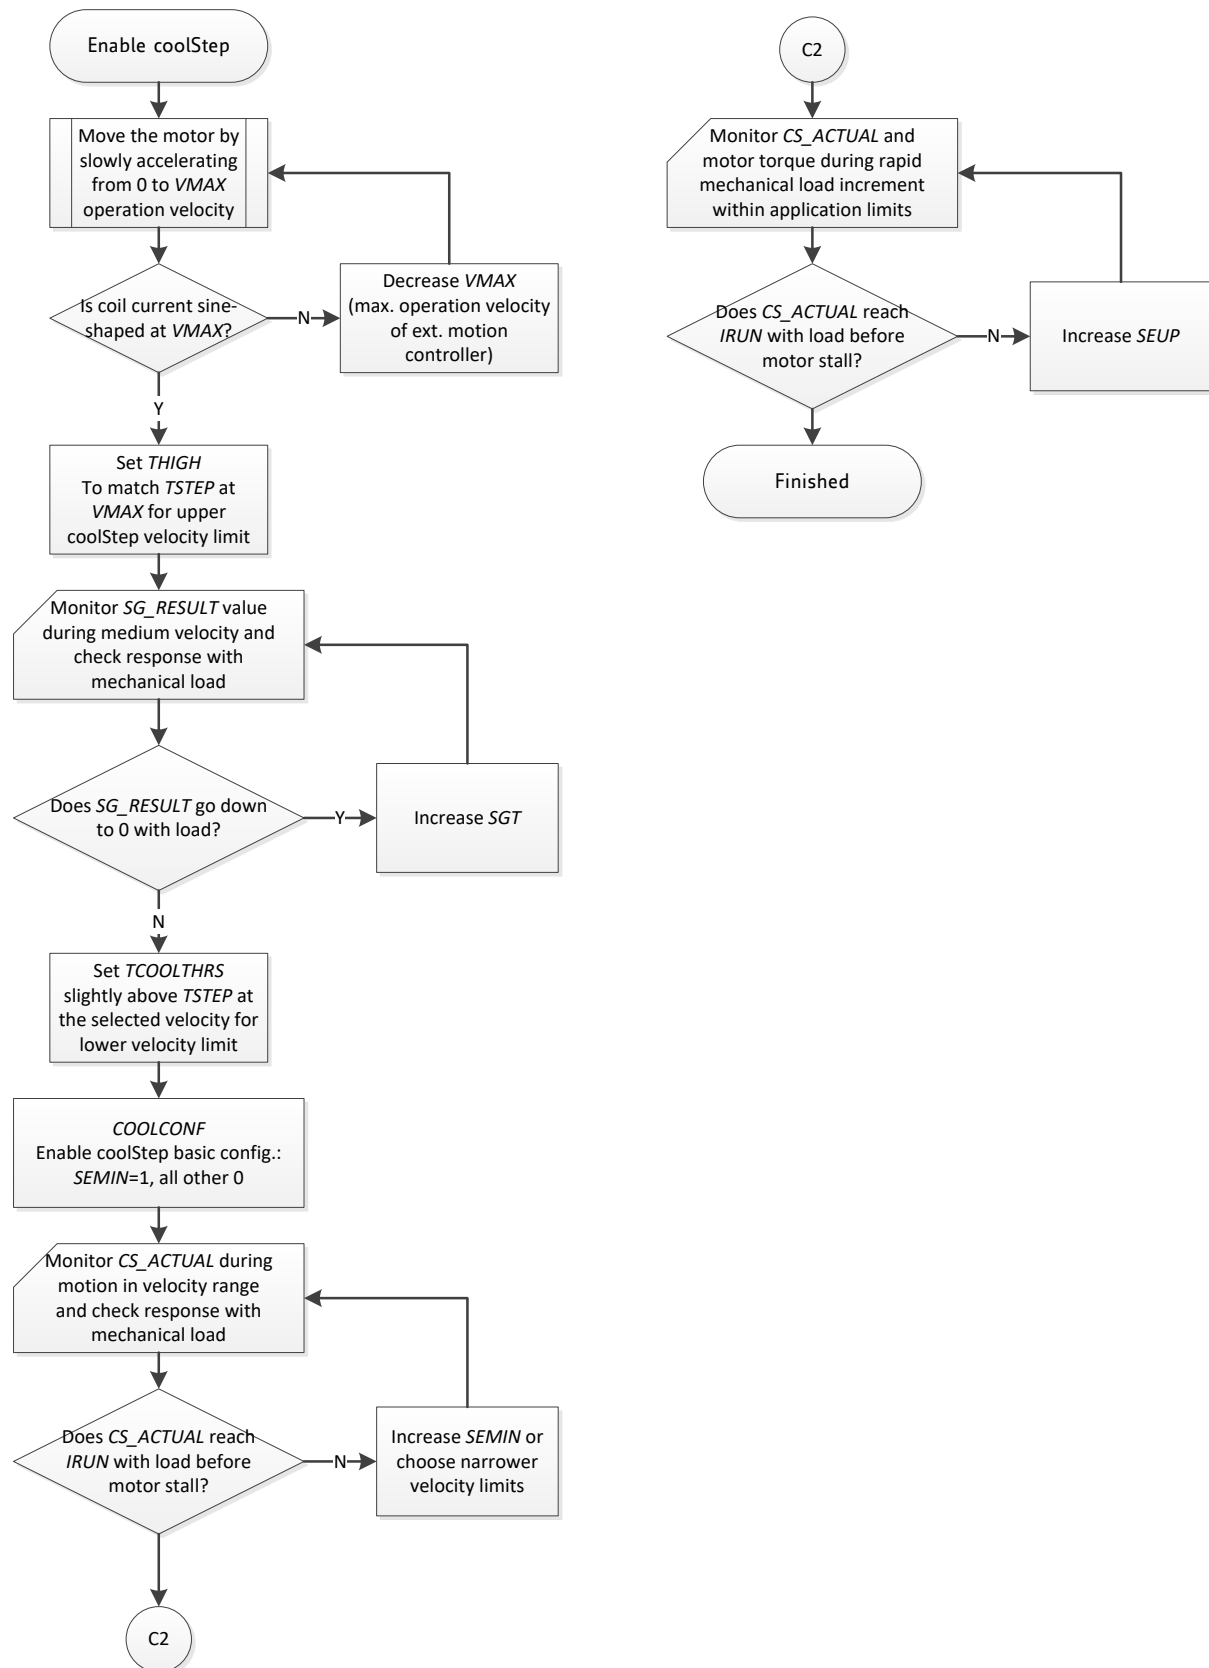 Enable coolStep
Move the motor by
slowly accelerating
from 0 to VMAX
operation velocity
Is coil current sine-
shaped at VMAX?
N
Decrease VMAX
(max. operation velocity
of ext. motion
controller)
Y
Set THIGH
To match TSTEP at
VMAX for upper
coolStep velocity limit
Monitor SG_RESULT value
during medium velocity and
check response with
mechanical load
Does SG_RESULT go down
to 0 with load?
Y
Increase SGT
N
Set TCOOLTHRS
slightly above TSTEP at
the selected velocity for
lower velocity limit
COOLCONF
Enable coolStep basic config.:
SEMIN=1, all other 0
Monitor CS_ACTUAL during
motion in velocity range
and check response with
mechanical load
Does CS_ACTUAL reach
IRUN with load before
motor stall?
N
Increase SEMIN or
choose narrower
velocity limits
C2
C2
Monitor CS_ACTUAL and
motor torque during rapid
mechanical load increment
within application limits
Does CS_ACTUAL reach
IRUN with load before
motor stall?
N
Increase SEUP
Finished